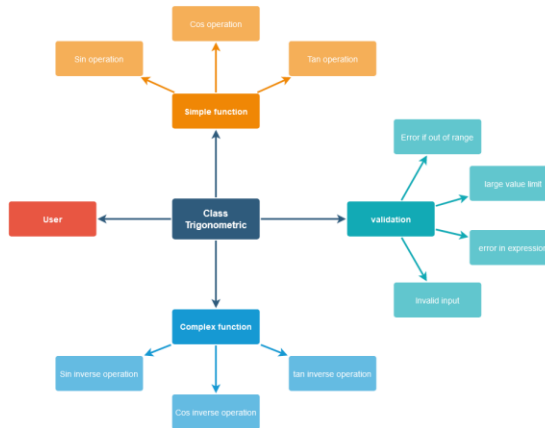 Cos operation
Sin operation
Tan operation
Simple function
Error if out of range
large value limit
User
Class
Trigonometric
validation
error in expression
Invalid input
Complex function
Sin inverse operation
tan inverse operation
Cos inverse operation